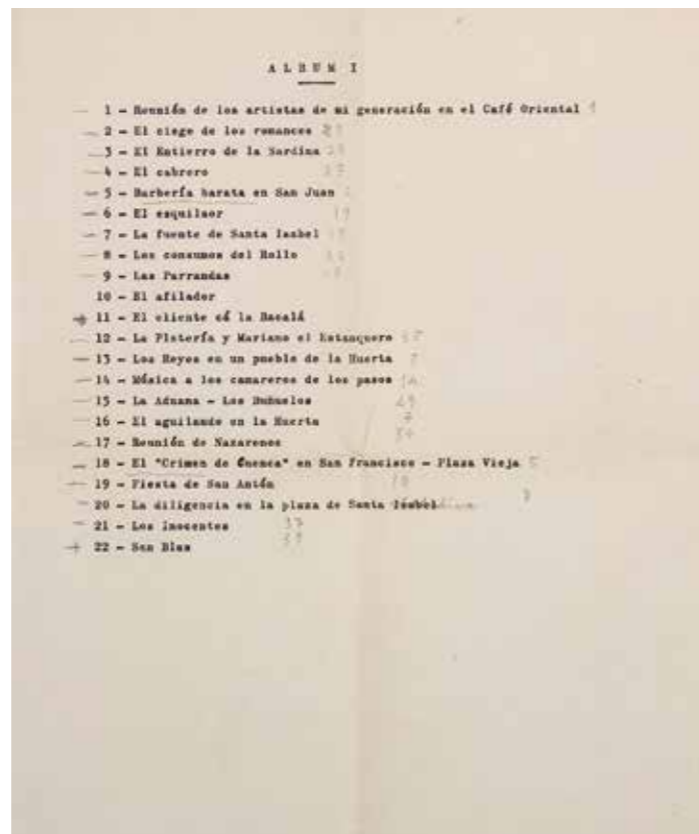 ALBUM I
1 - Reunión de los artistas de mi generación en el Café Oriental
2 - El ciego de los romances
3 - El Entierro de la Sardina
4 - El cabrero
5 - Barbería barata en San Juan
6 - El esquilaor
7 - La fuente de Santa Isabel
8 - Los consumos del Rollo
9 - Las Parrandas
10 - El afilador
11 - El cliente cá la Bacalá
12 - La Platería y Mariano el Estanquero
13 - Los Reyes en un pueblo de la Huerta
14 - Música a los camareros de los pasos
15 - La Aduana - Los Buñuelos
16 - El aguilando en la Huerta
17 - Reunión de Nazarenos
18 - El "Crimen de Cuenca" en San Francisco - Plaza Vieja
19 - Fiesta de San Antón
20 - La diligencia en la plaza de Santa Isabel
21 - Los Inocentes
22 - San Blas